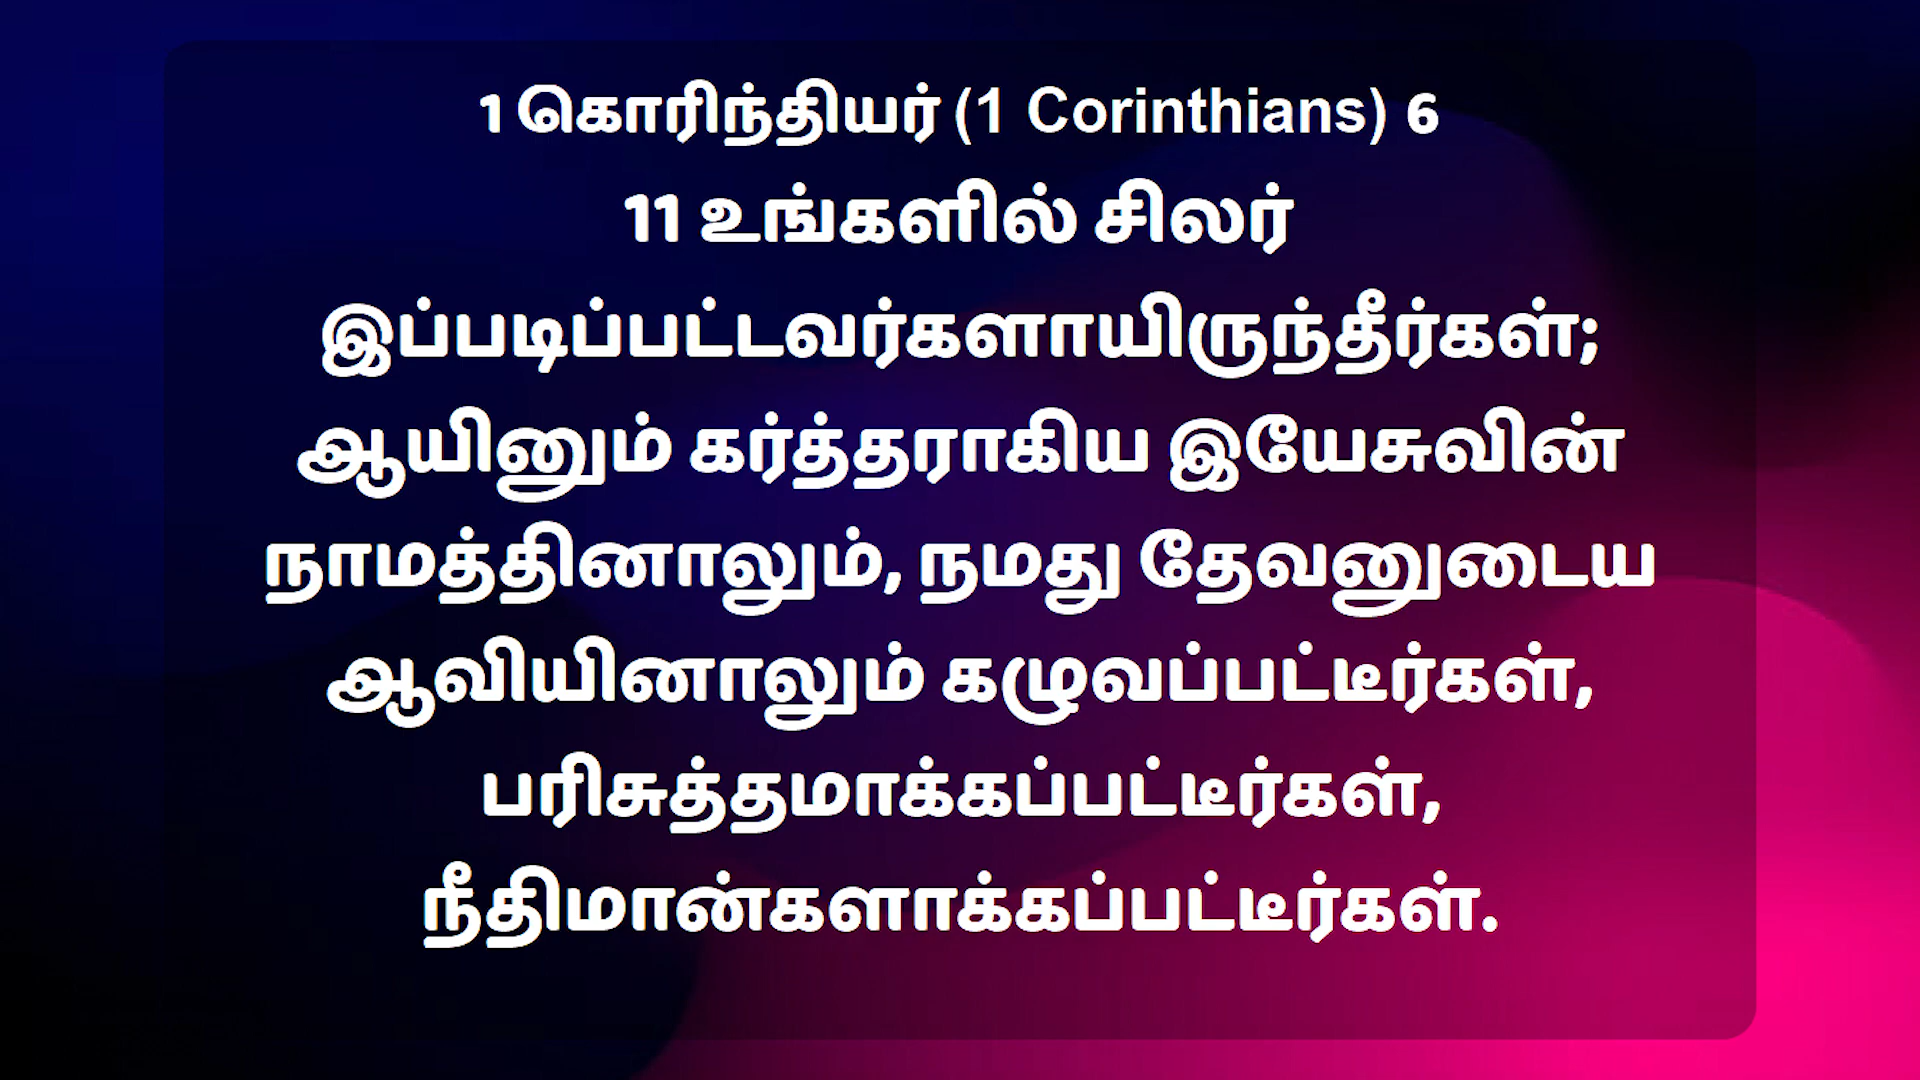 1 கொரிந்தியர் (1 Corinthians) 6
11 உங்களில் சிலர்
இப்படிப்பட்டவர்களாயிருந்தீர்கள்;
ஆயினும் கர்த்தராகிய இயேசுவின்
நாமத்தினாலும், நமது தேவனுடைய
ஆவியினாலும் கழுவப்பட்டீர்கள்,
பரிசுத்தமாக்கப்பட்டீர்கள்,
நீதிமான்களாக்கப்பட்டீர்கள்.